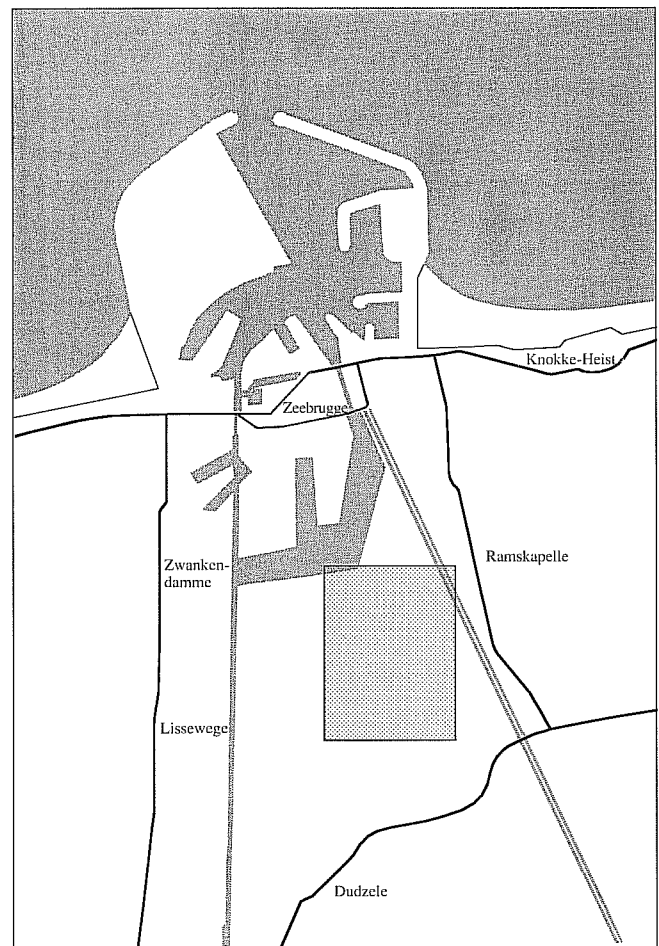 Knokke-Heist
Zeebrugge
Ramskapelle
Zwanken-
damme
Lissewege
Dudzele